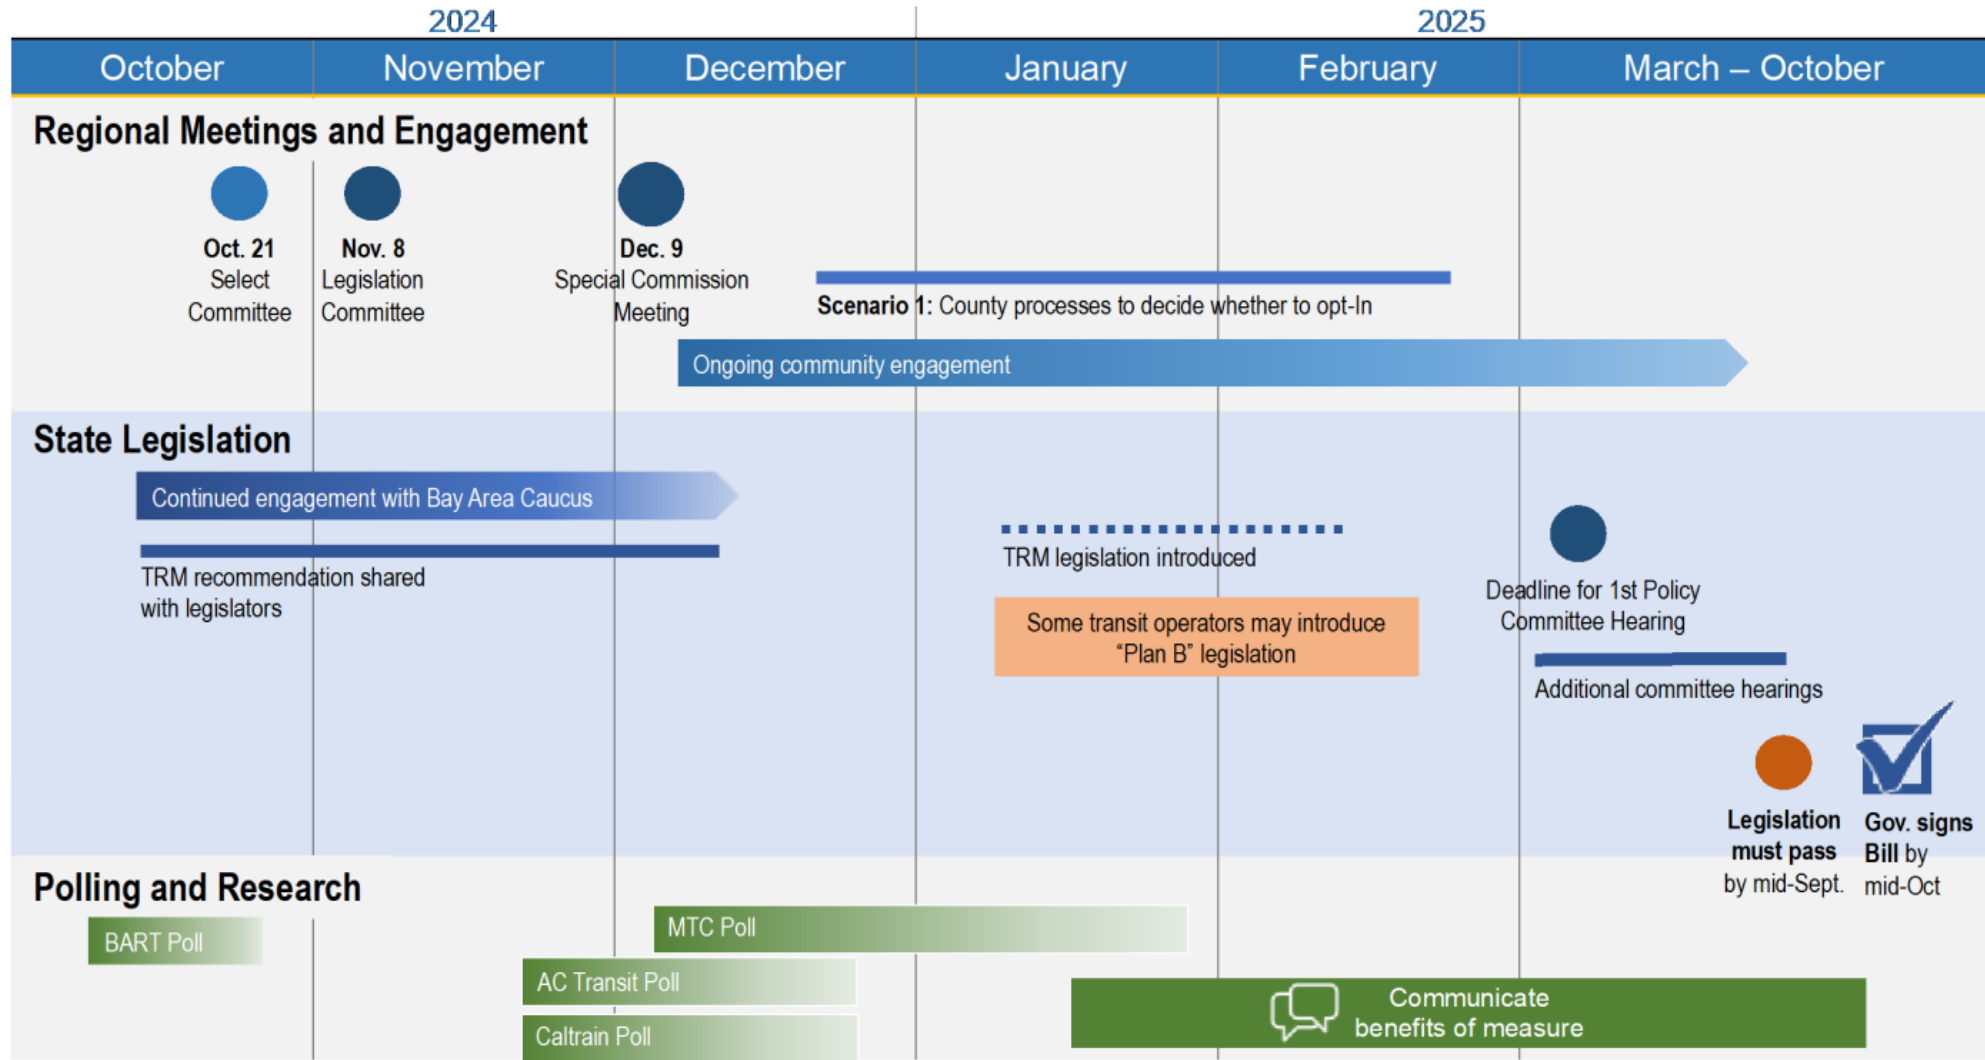 2024
2025
October
November
December
January
February
March – October
Regional Meetings and Engagement
Oct. 21
Select
Committee
Nov. 8
Legislation
Committee
Dec. 9
Special Commission
Meeting
Scenario 1: County processes to decide whether to opt-In
Ongoing community engagement
State Legislation
Continued engagement with Bay Area Caucus
TRM recommendation shared
with legislators
TRM legislation introduced
Some transit operators may introduce
“Plan B” legislation
Deadline for 1st Policy
Committee Hearing
Additional committee hearings
Legislation
must pass
by mid-Sept.
Gov. signs
Bill by
mid-Oct
Polling and Research
BART Poll
MTC Poll
AC Transit Poll
Caltrain Poll
Communicate
benefits of measure